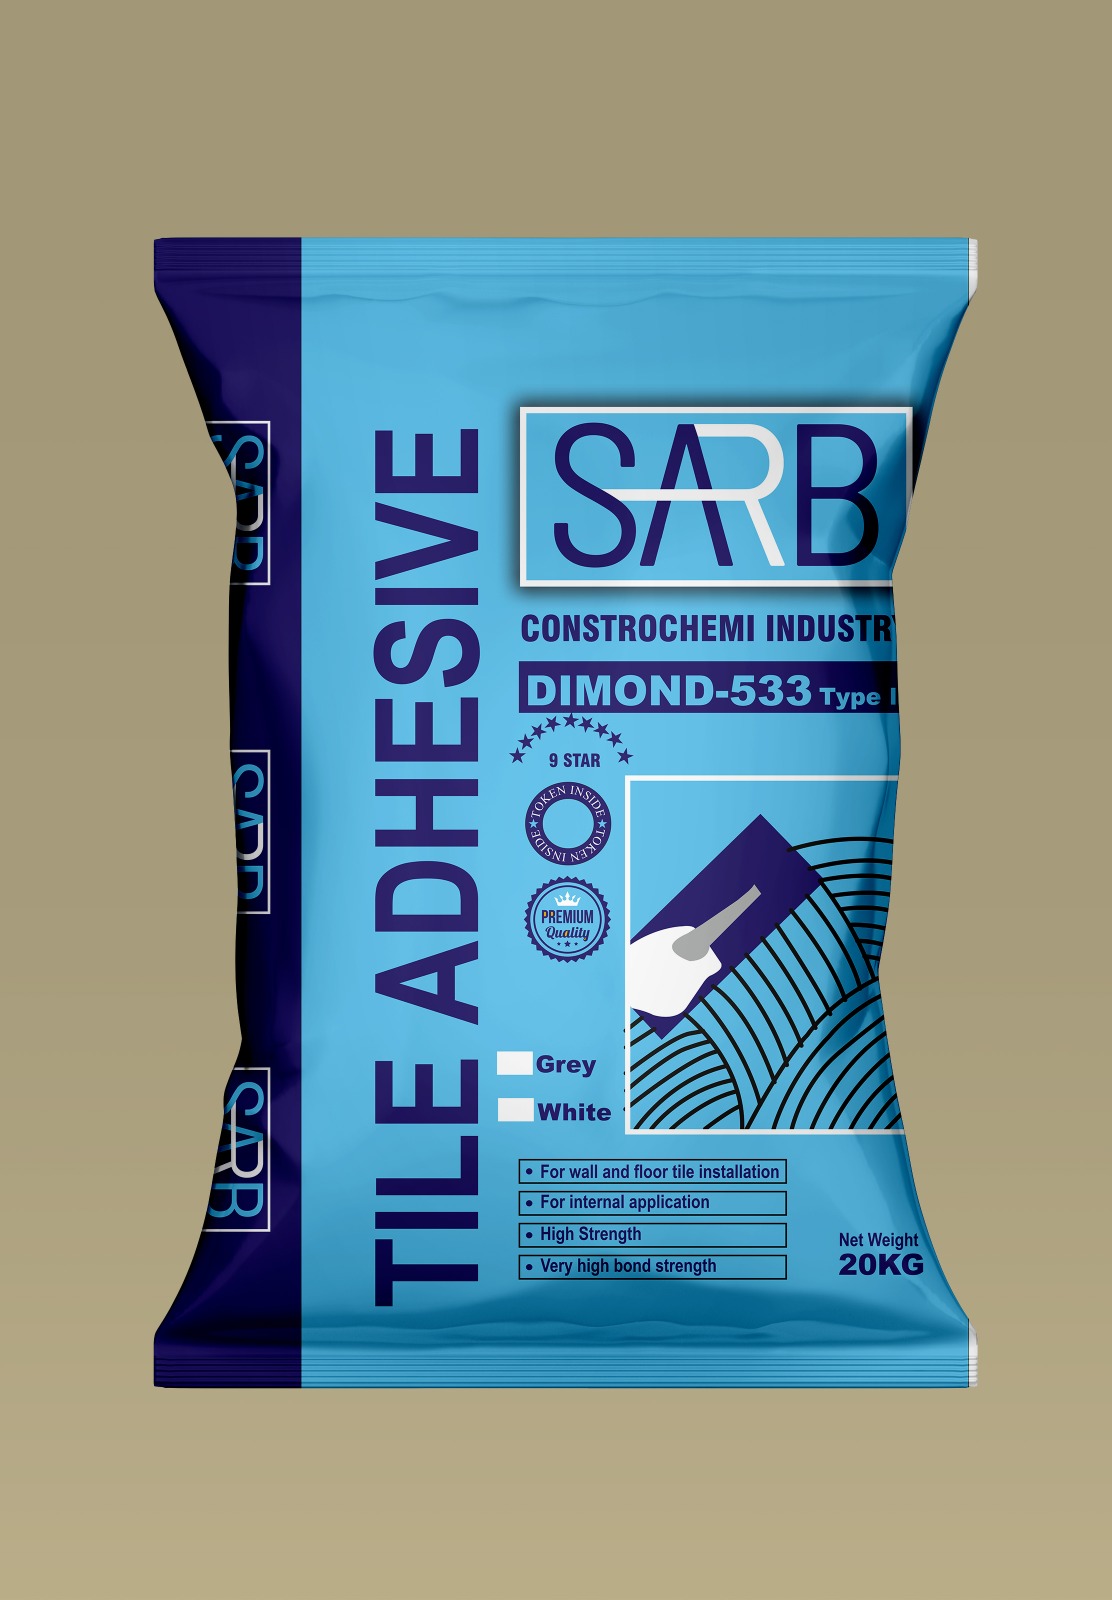 SARB
CONSTROCHEMI INDUSTRY
DIMOND-533 Type I
TILE ADHESIVE
9 STAR
TOKEN INSIDE
TOKEN INSIDE
PREMIUM
Quality
Grey
White
• For wall and floor tile installation
• For internal application
• High Strength
• Very high bond strength
Net Weight
20KG
SARB
SARB
SARB